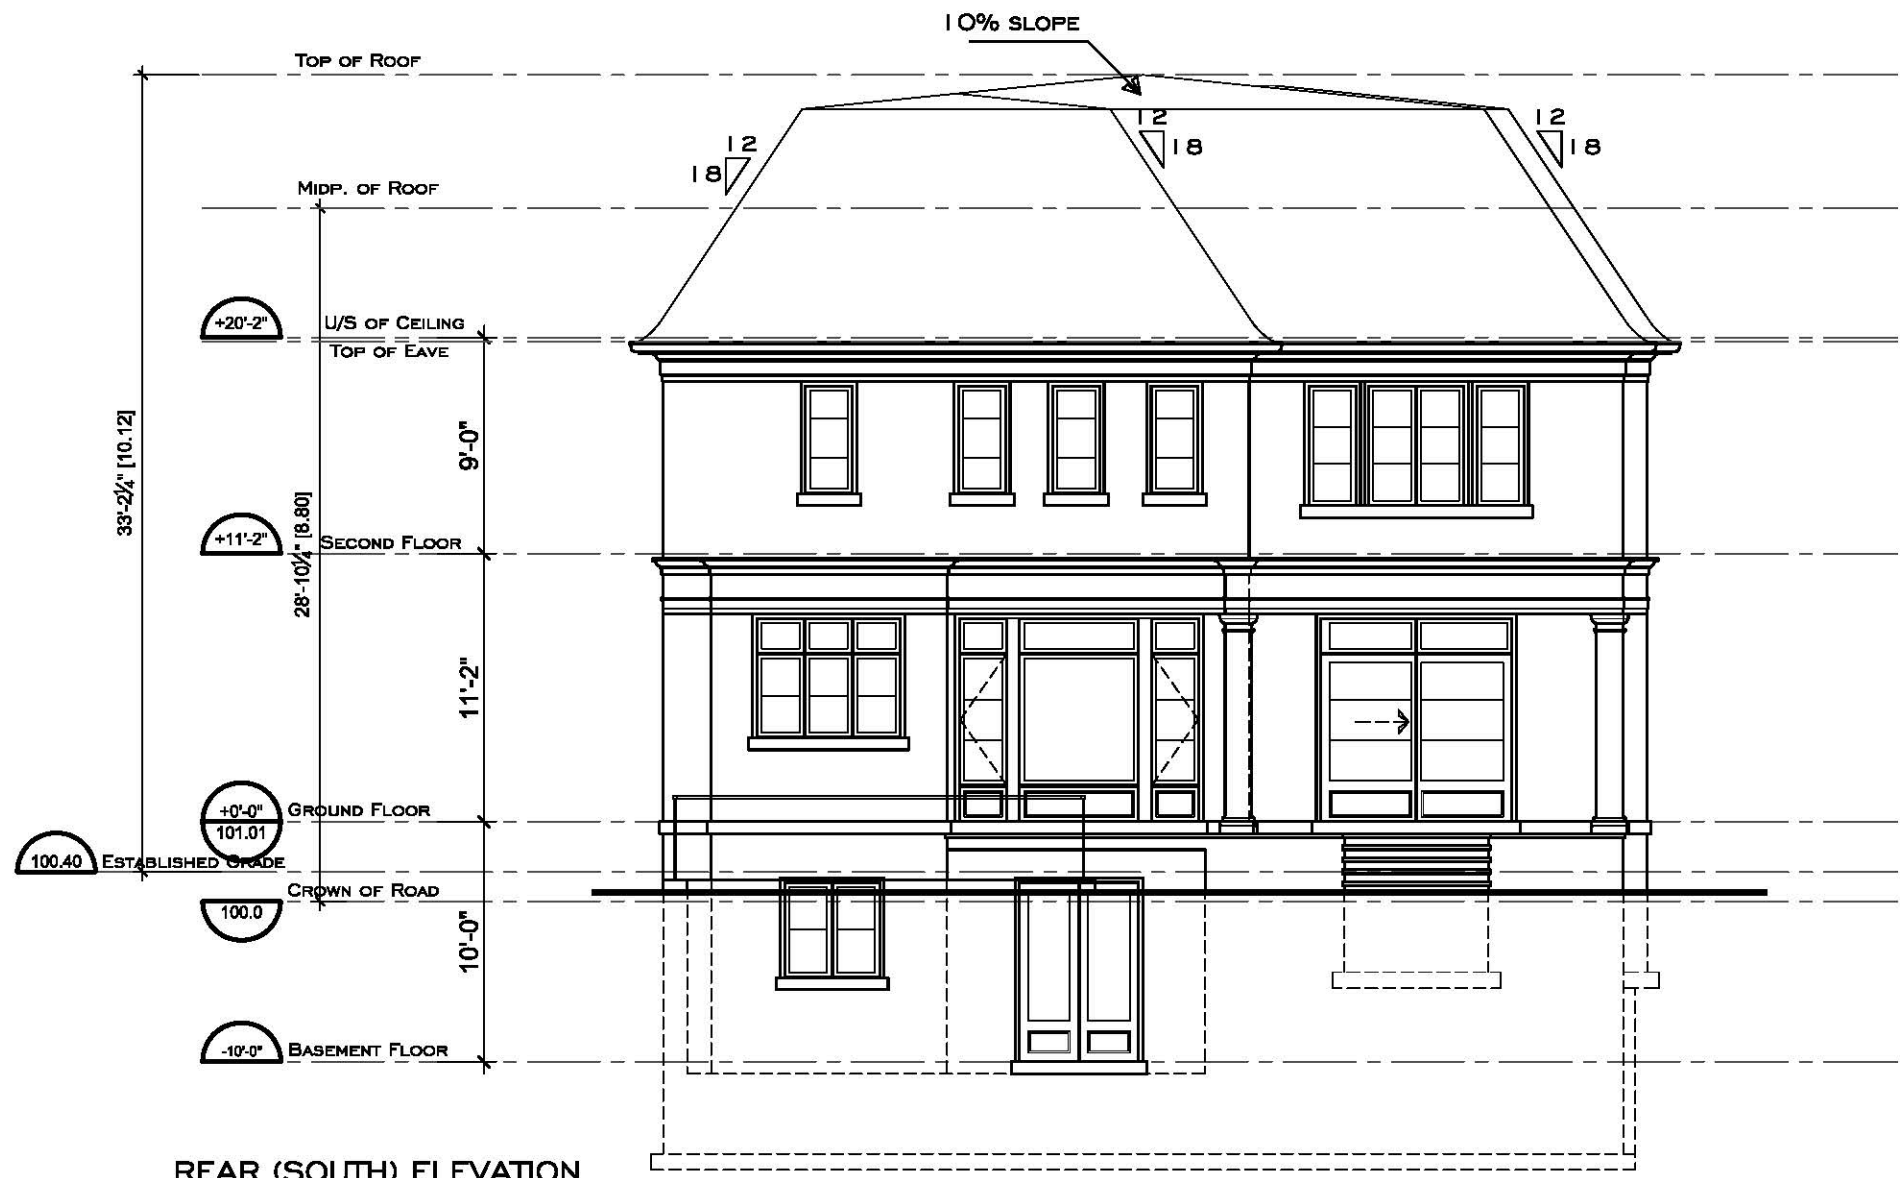 10% SLOPE
TOP OF ROOF
12
18
12
18
12
18
MIDP. OF ROOF
+20'-2"
U/S OF CEILING
TOP OF EAVE
33'-2¼" [10.12]
9'-0"
28'-10¼" [8.80]
+11'-2"
SECOND FLOOR
11'-2"
+0'-0"
GROUND FLOOR
101.01
100.40
ESTABLISHED GRADE
CROWN OF ROAD
100.0
10'-0"
-10'-0"
BASEMENT FLOOR
REAR (SOUTH) ELEVATION